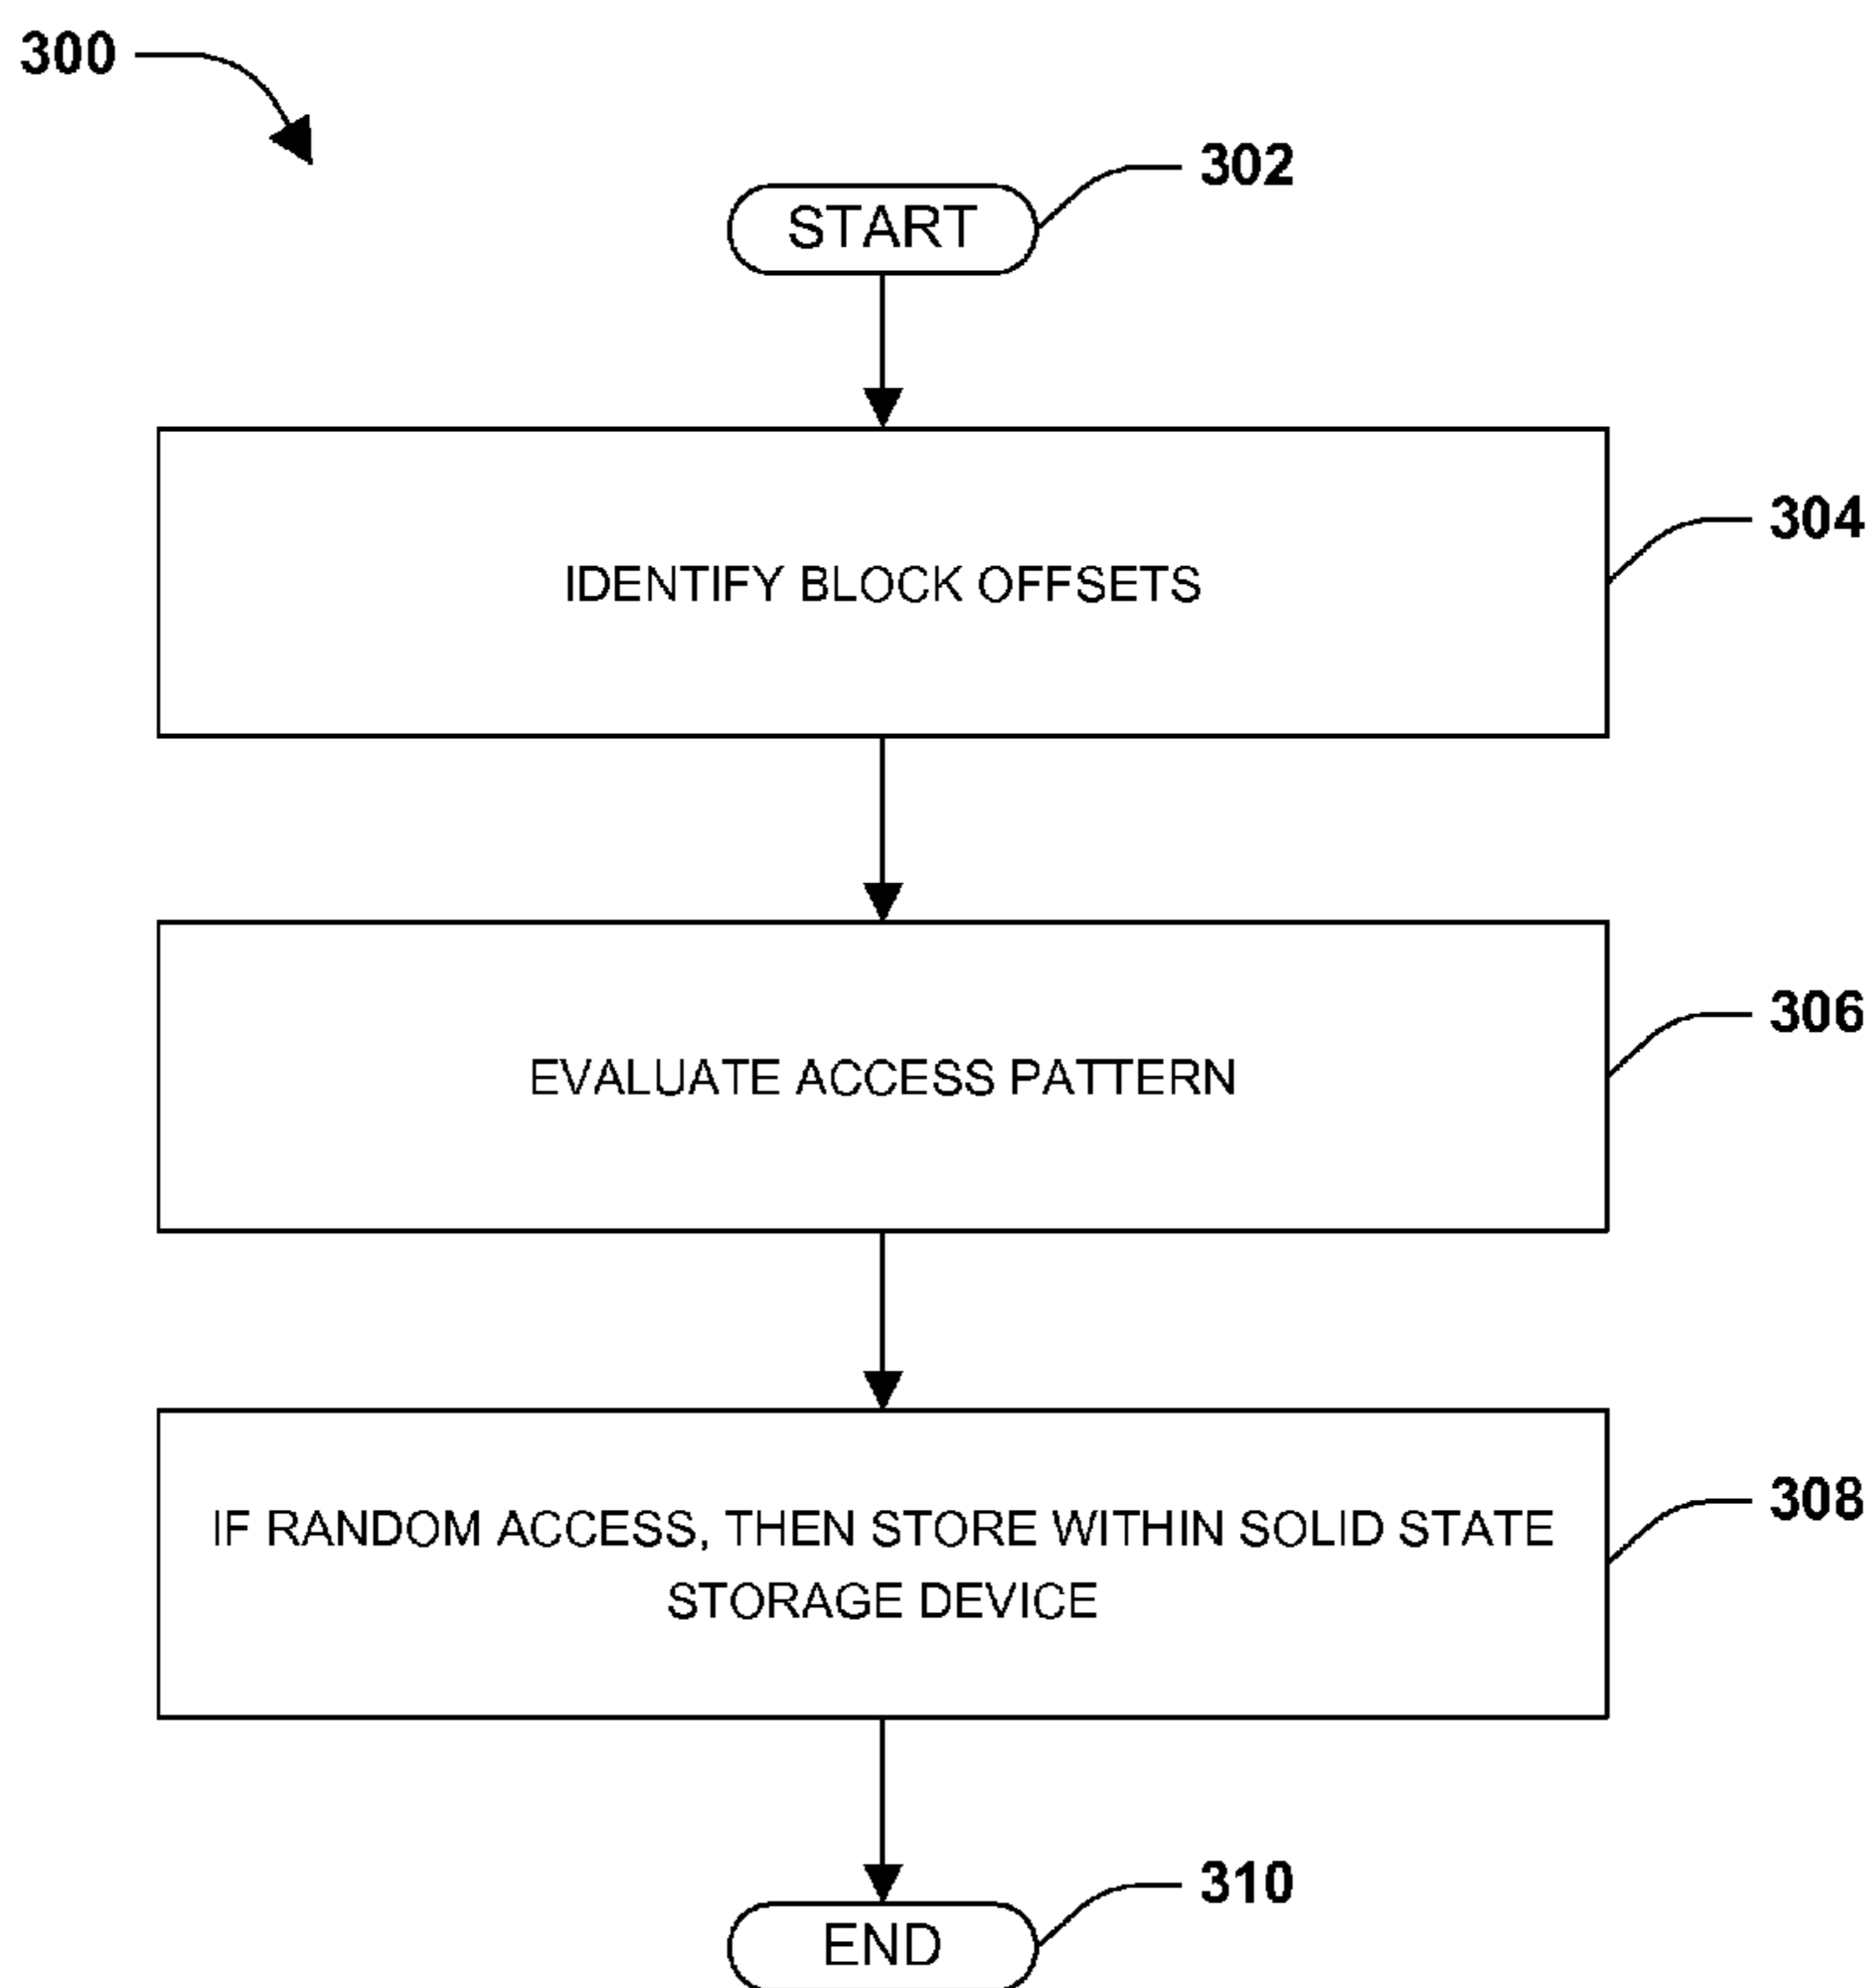 300
302
START
304
IDENTIFY BLOCK OFFSETS
306
EVALUATE ACCESS PATTERN
308
IF RANDOM ACCESS, THEN STORE WITHIN SOLID STATE
STORAGE DEVICE
310
END